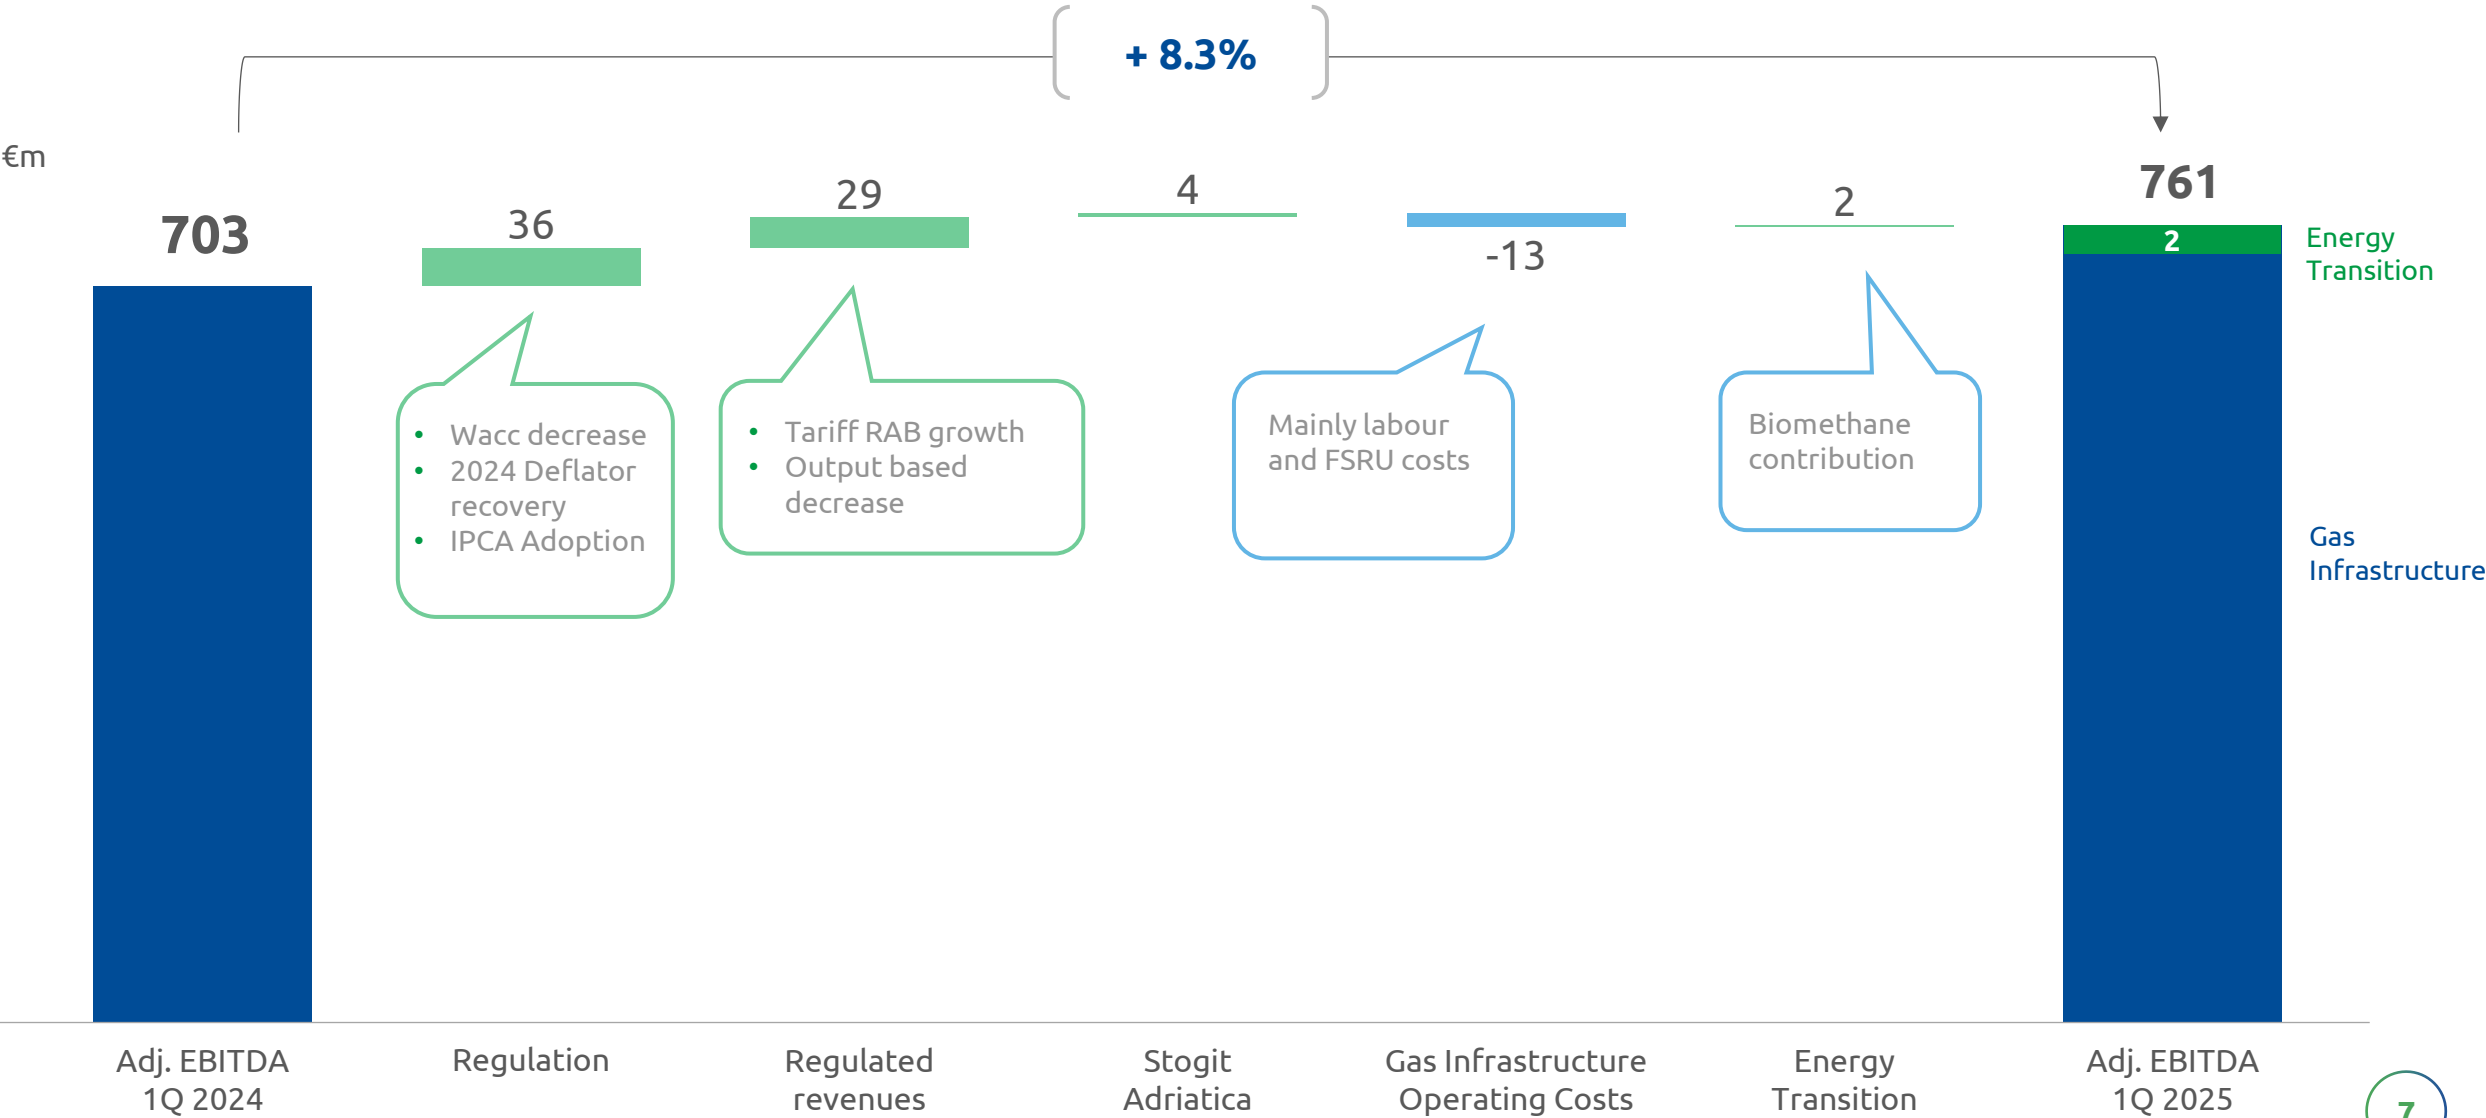 + 8.3%
€m
703
36
29
4
-13
2
761
2
Energy
Transition
Gas
Infrastructure
• Wacc decrease
• 2024 Deflator
recovery
• IPCA Adoption
• Tariff RAB growth
• Output based
decrease
Mainly labour
and FSRU costs
Biomethane
contribution
Adj. EBITDA
1Q 2024
Regulation
Regulated
revenues
Stogit
Adriatica
Gas Infrastructure
Operating Costs
Energy
Transition
Adj. EBITDA
1Q 2025
7